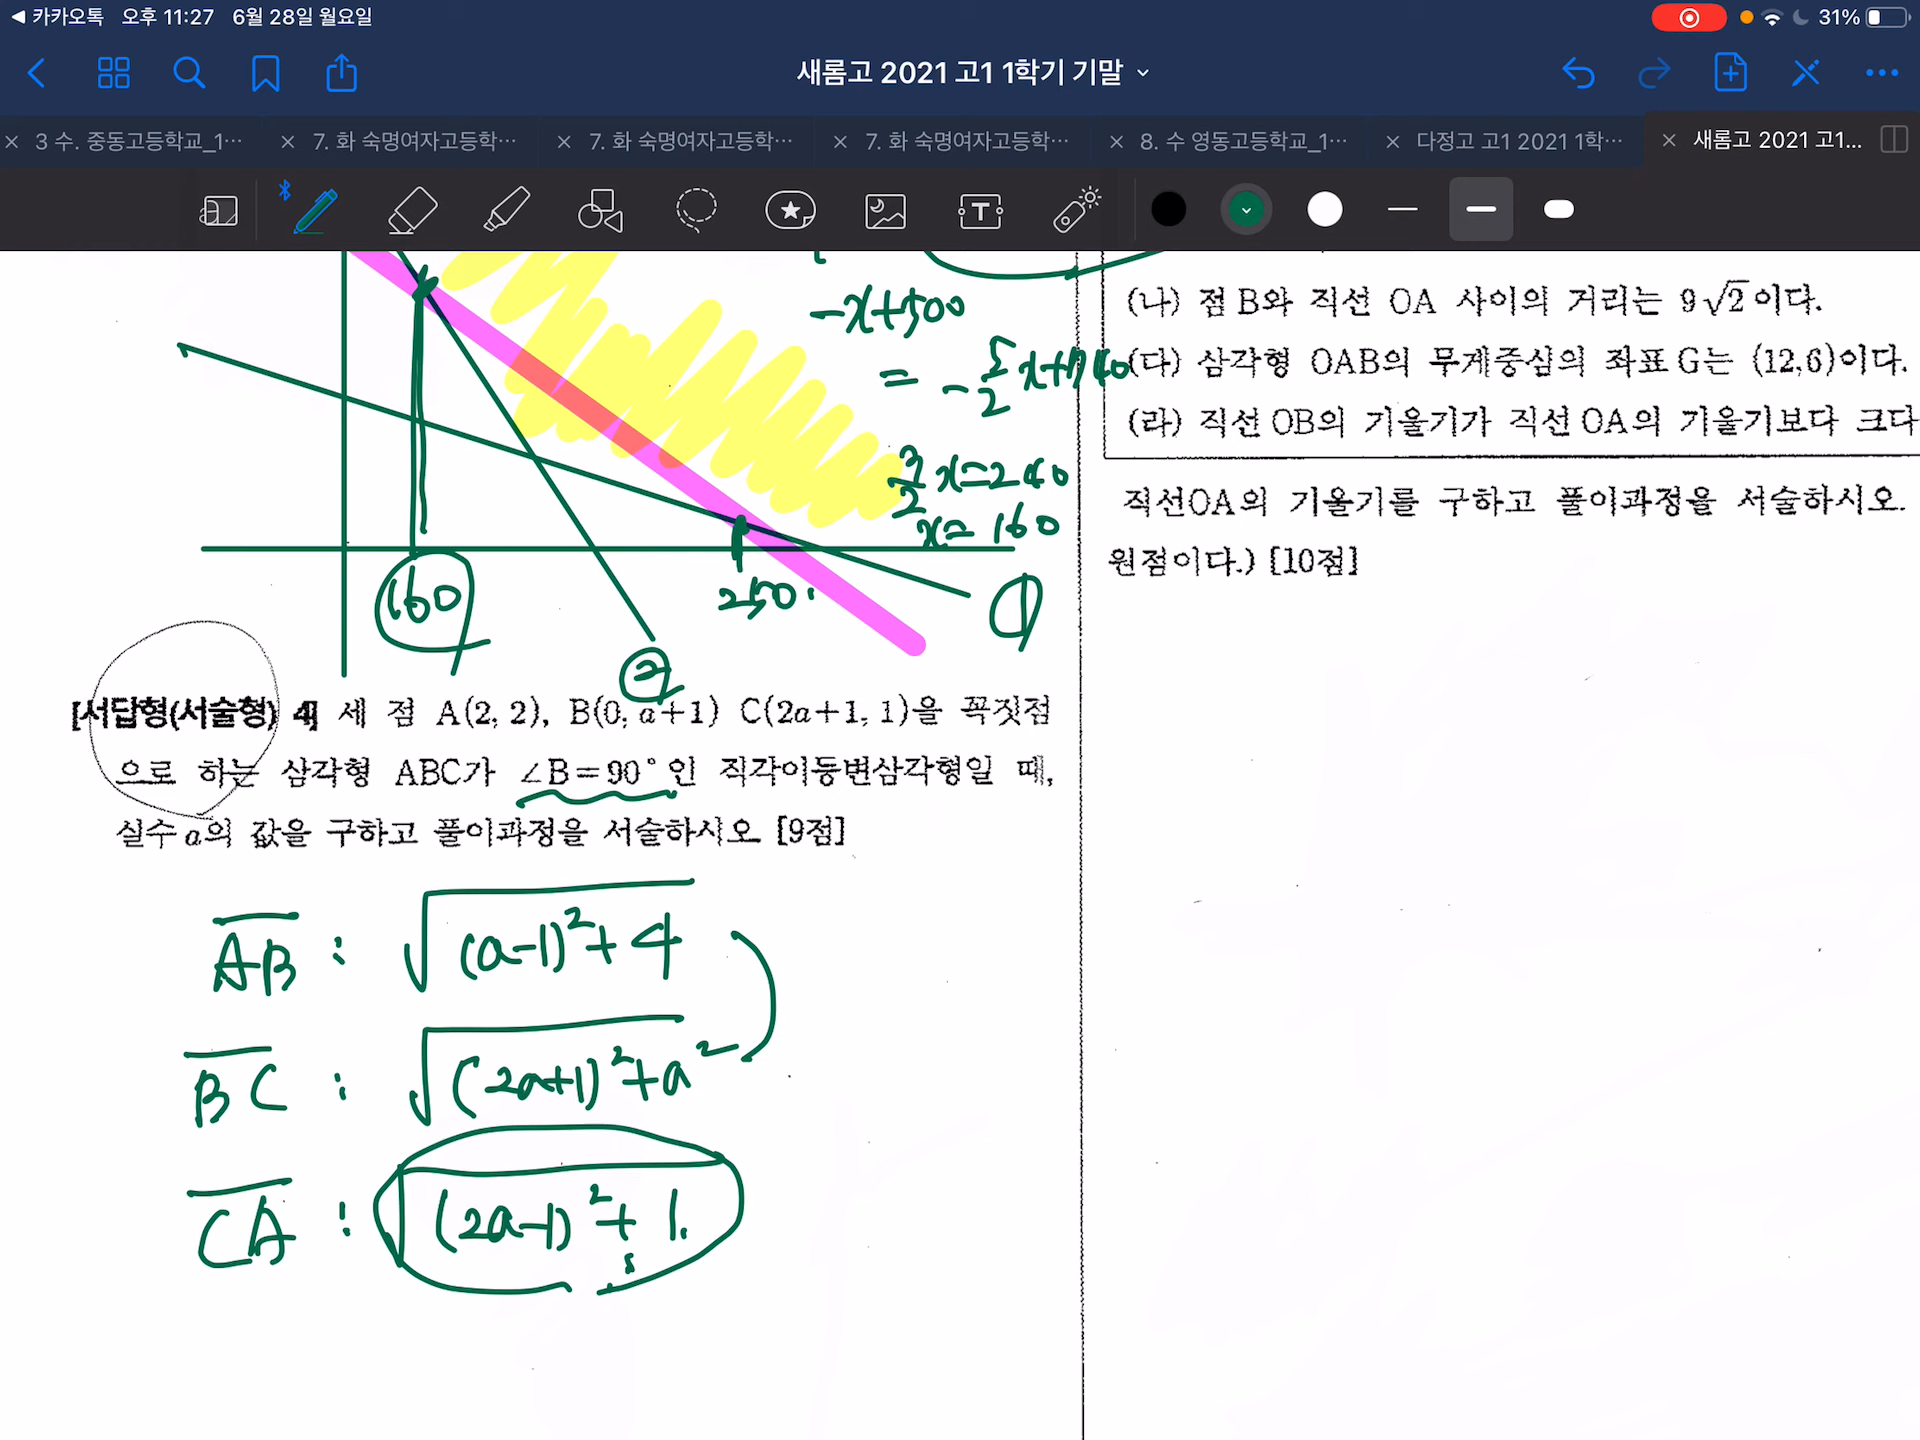 ◀ 카카오톡 오후 11:27 6월 28일 월요일
31%
새롬고 2021 고1 1학기 기말
× 3 수. 중동고등학교_1⋯ × 7. 화 숙명여자고등학⋯ × 7. 화 숙명여자고등학⋯ × 7. 화 숙명여자고등학⋯ × 8. 수 영동고등학교_1⋯ × 다정고 고1 2021 1학⋯ × 새롬고 2021 고1...
-x+500
= -5/2 x+740
3/2 x=240
x=160
160
250
①
②
[서답형(서술형) 4] 세 점 A(2, 2), B(0, a+1) C(2a+1, 1)을 꼭짓점
으로 하는 삼각형 ABC가 ∠B=90°인 직각이등변삼각형일 때,
실수 a의 값을 구하고 풀이과정을 서술하시오 [9점]
AB : √(a-1)²+4
BC : √(2a+1)²+a²
CA : √(2a-1)²+1
(나) 점 B와 직선 OA 사이의 거리는 9√2이다.
(다) 삼각형 OAB의 무게중심의 좌표 G는 (12,6)이다.
(라) 직선 OB의 기울기가 직선 OA의 기울기보다 크다
직선OA의 기울기를 구하고 풀이과정을 서술하시오.
원점이다.) [10점]